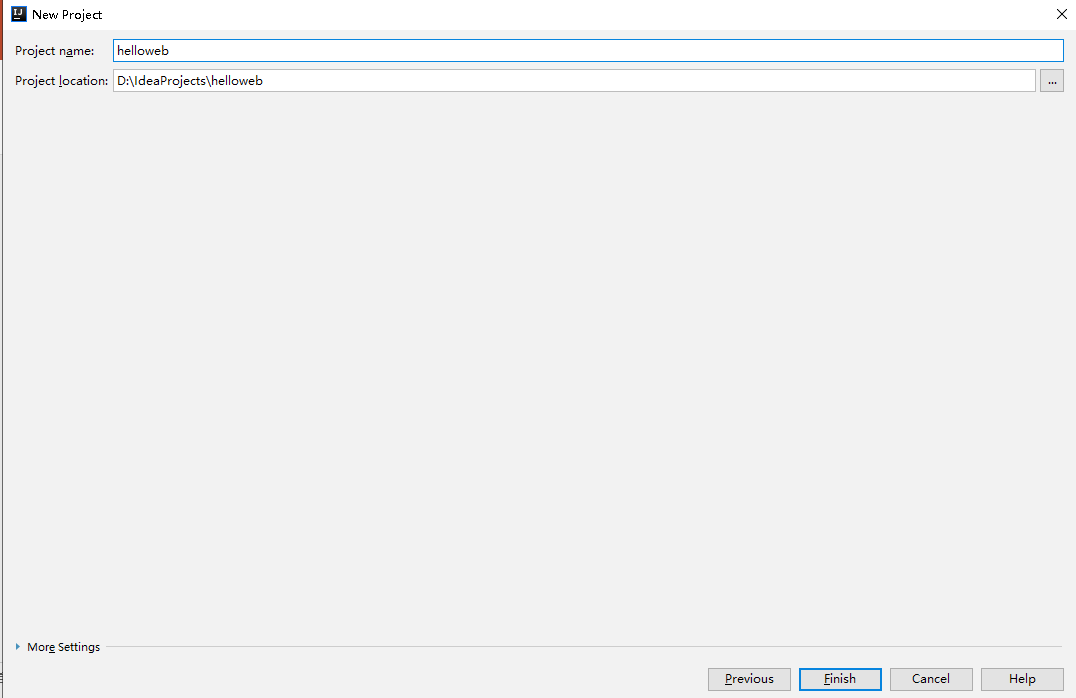 New Project
Project name: helloweb
Project location: D:\IdeaProjects\helloweb ...
More Settings
Previous Finish Cancel Help